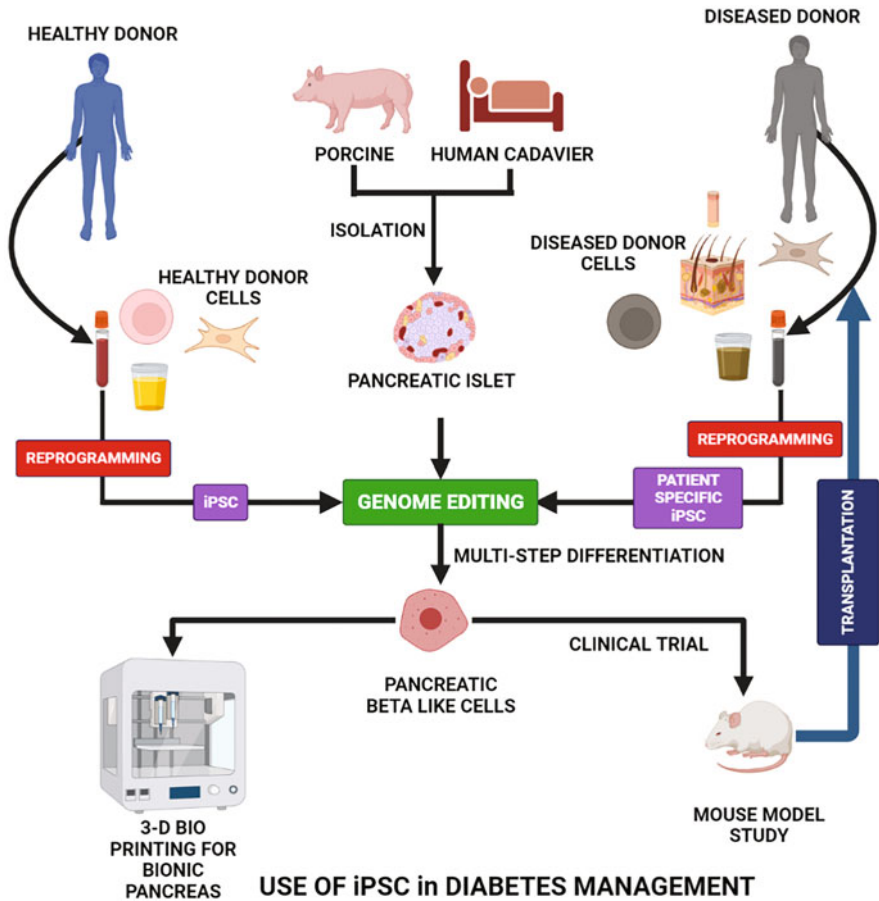 HEALTHY DONOR
DISEASED DONOR
PORCINE
HUMAN CADAVIER
ISOLATION
HEALTHY DONOR
CELLS
DISEASED DONOR
CELLS
PANCREATIC ISLET
REPROGRAMMING
REPROGRAMMING
iPSC
GENOME EDITING
PATIENT
SPECIFIC
iPSC
TRANSPLANTATION
MULTI-STEP DIFFERENTIATION
CLINICAL TRIAL
PANCREATIC
BETA LIKE CELLS
3-D BIO
PRINTING FOR
BIONIC
PANCREAS
MOUSE MODEL
STUDY
USE OF iPSC in DIABETES MANAGEMENT